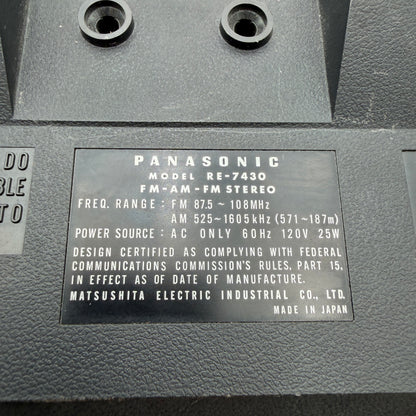 PANASONIC
MODEL RE-7430
FM-AM-FM STEREO
FREQ. RANGE : FM 87.5 ~ 108MHz
AM 525~1605kHz (571~187m)
POWER SOURCE : AC ONLY 60Hz 120V 25W
DESIGN CERTIFIED AS COMPLYING WITH FEDERAL
COMMUNICATIONS COMMISSION'S RULES, PART 15,
IN EFFECT AS OF DATE OF MANUFACTURE.
MATSUSHITA ELECTRIC INDUSTRIAL CO., LTD.
MADE IN JAPAN
DO
TO